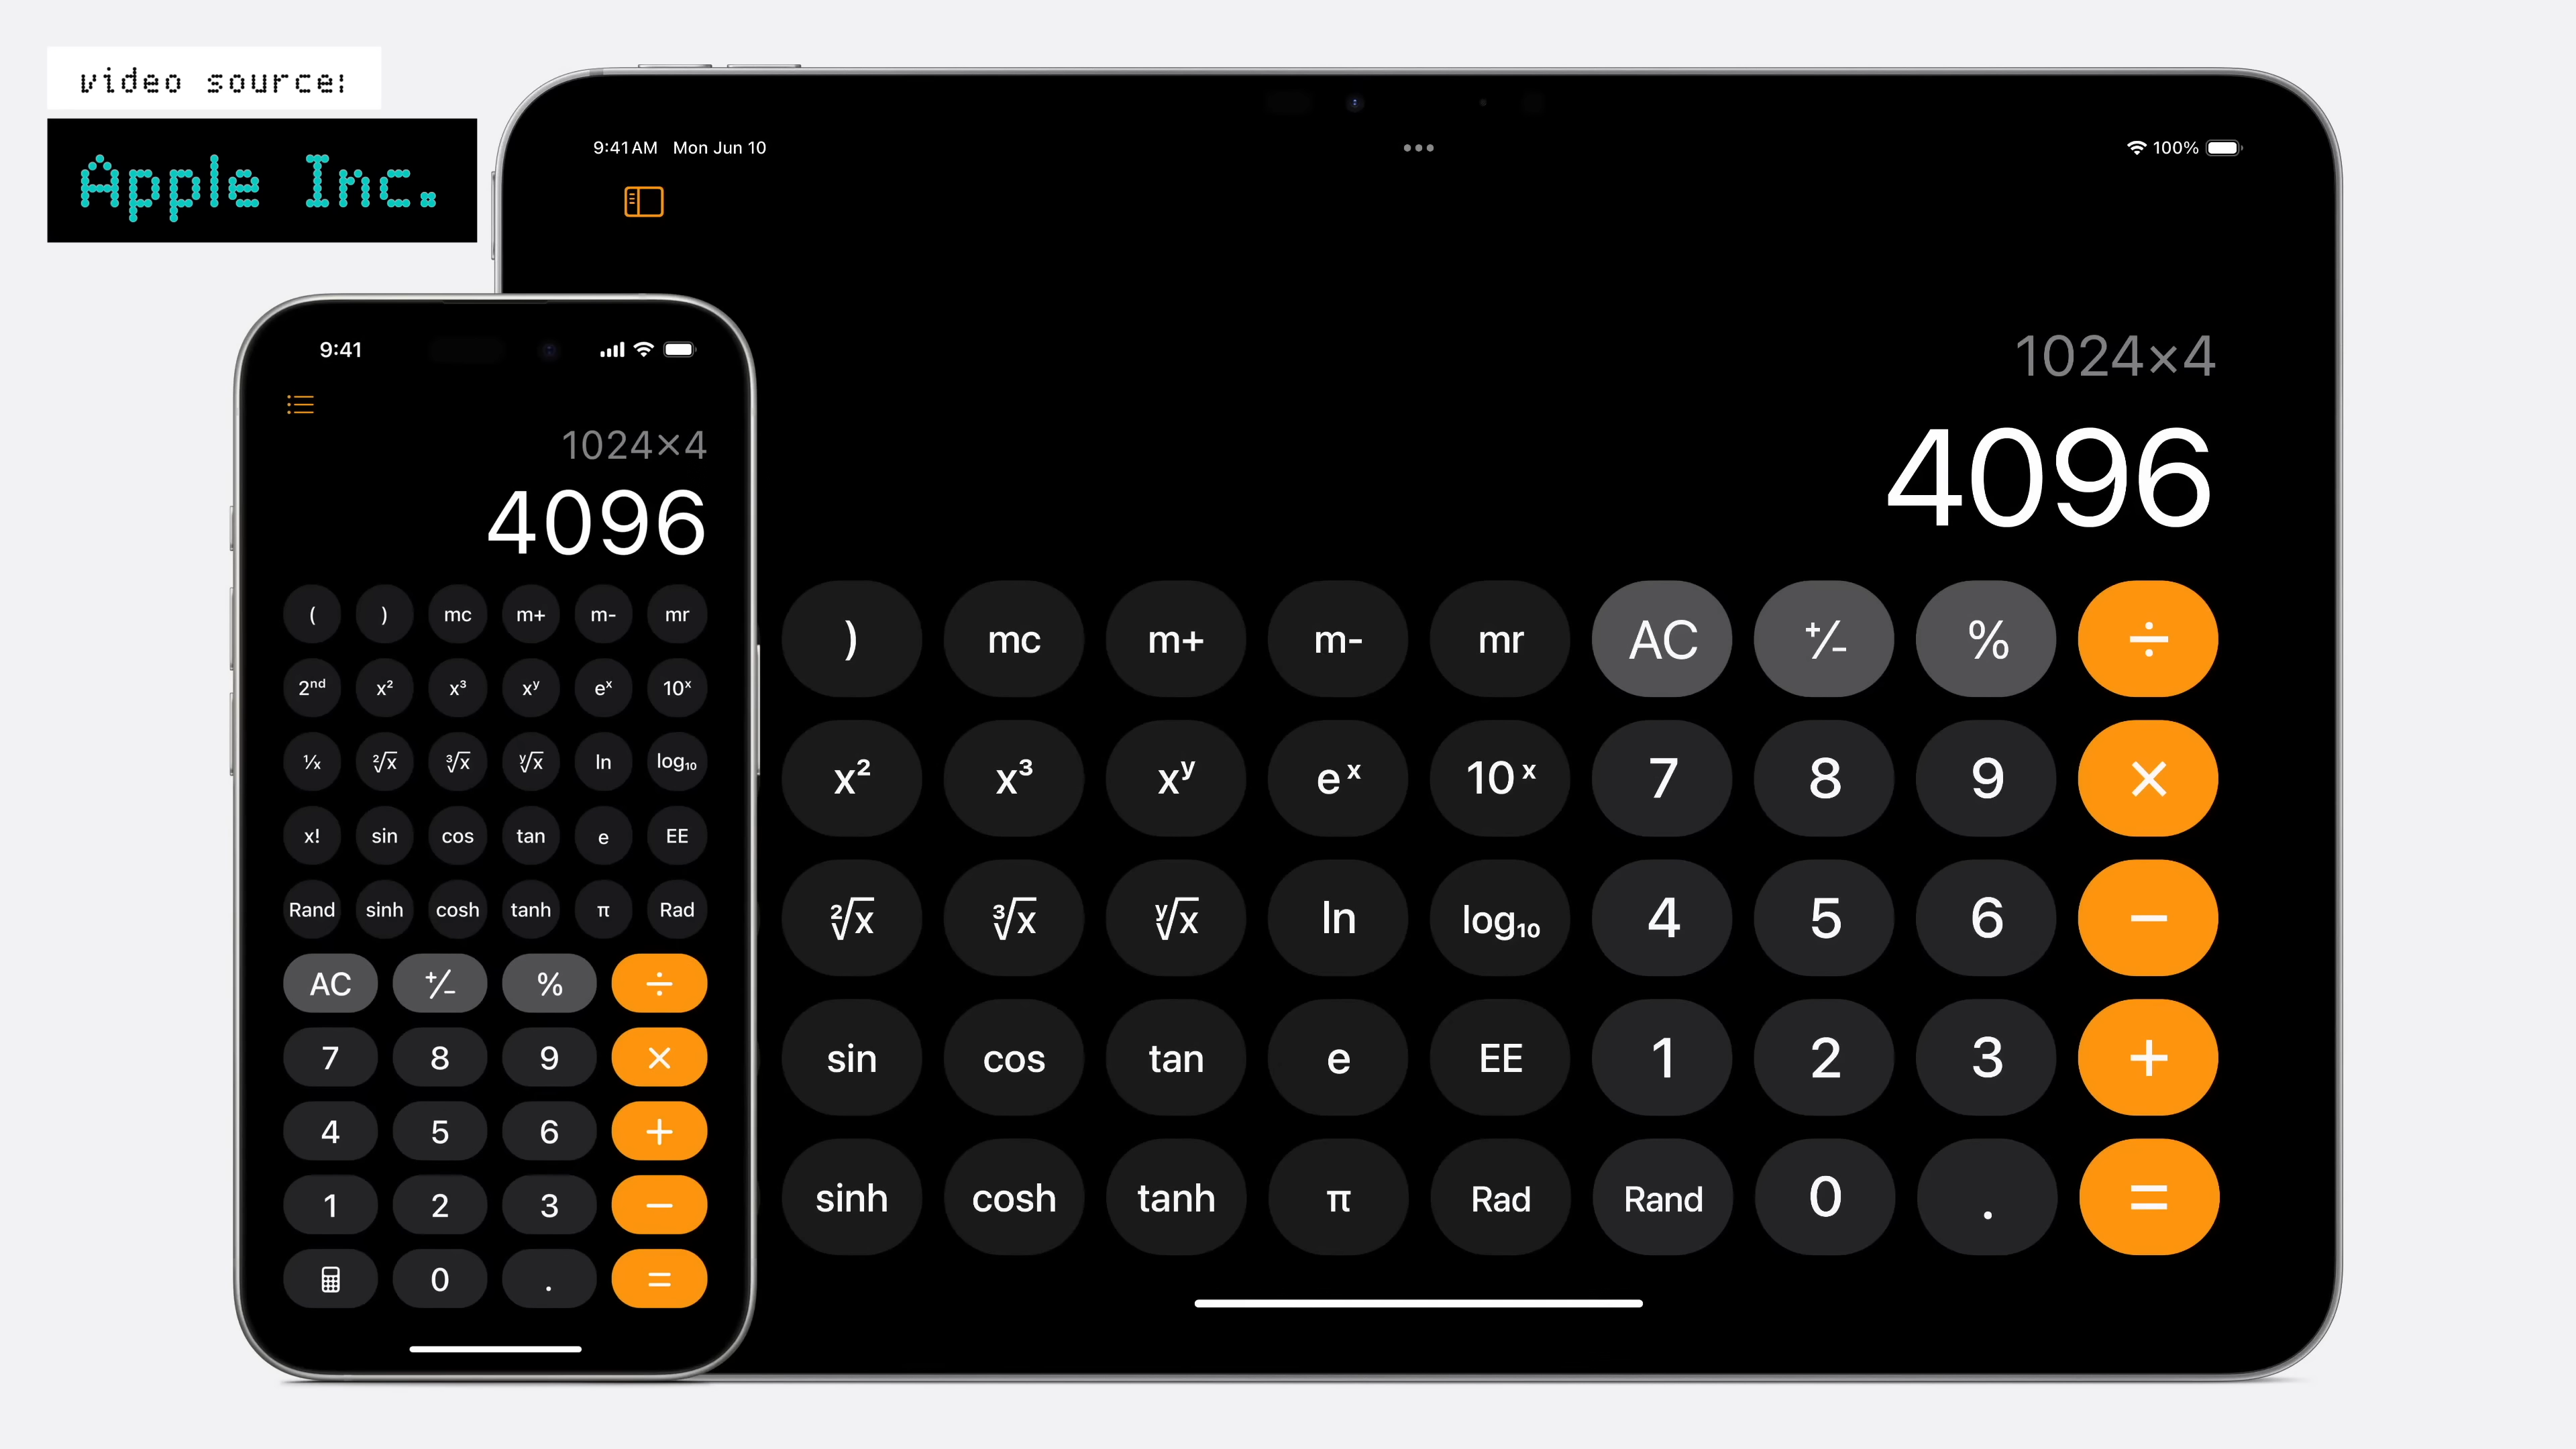 video source:
Apple Inc.
9:41 AM Mon Jun 10
100%
1024×4
4096
) mc m+ m- mr AC +/- % ÷
x² x³ xʸ eˣ 10ˣ 7 8 9 ×
²√x ³√x ʸ√x ln log₁₀ 4 5 6 −
sin cos tan e EE 1 2 3 +
sinh cosh tanh π Rad Rand 0 . =
9:41
1024×4
4096
( ) mc m+ m- mr
2ⁿᵈ x² x³ xʸ eˣ 10ˣ
1/x ²√x ³√x ʸ√x ln log₁₀
x! sin cos tan e EE
Rand sinh cosh tanh π Rad
AC +/- % ÷
7 8 9 ×
4 5 6 +
1 2 3 −
0 . =